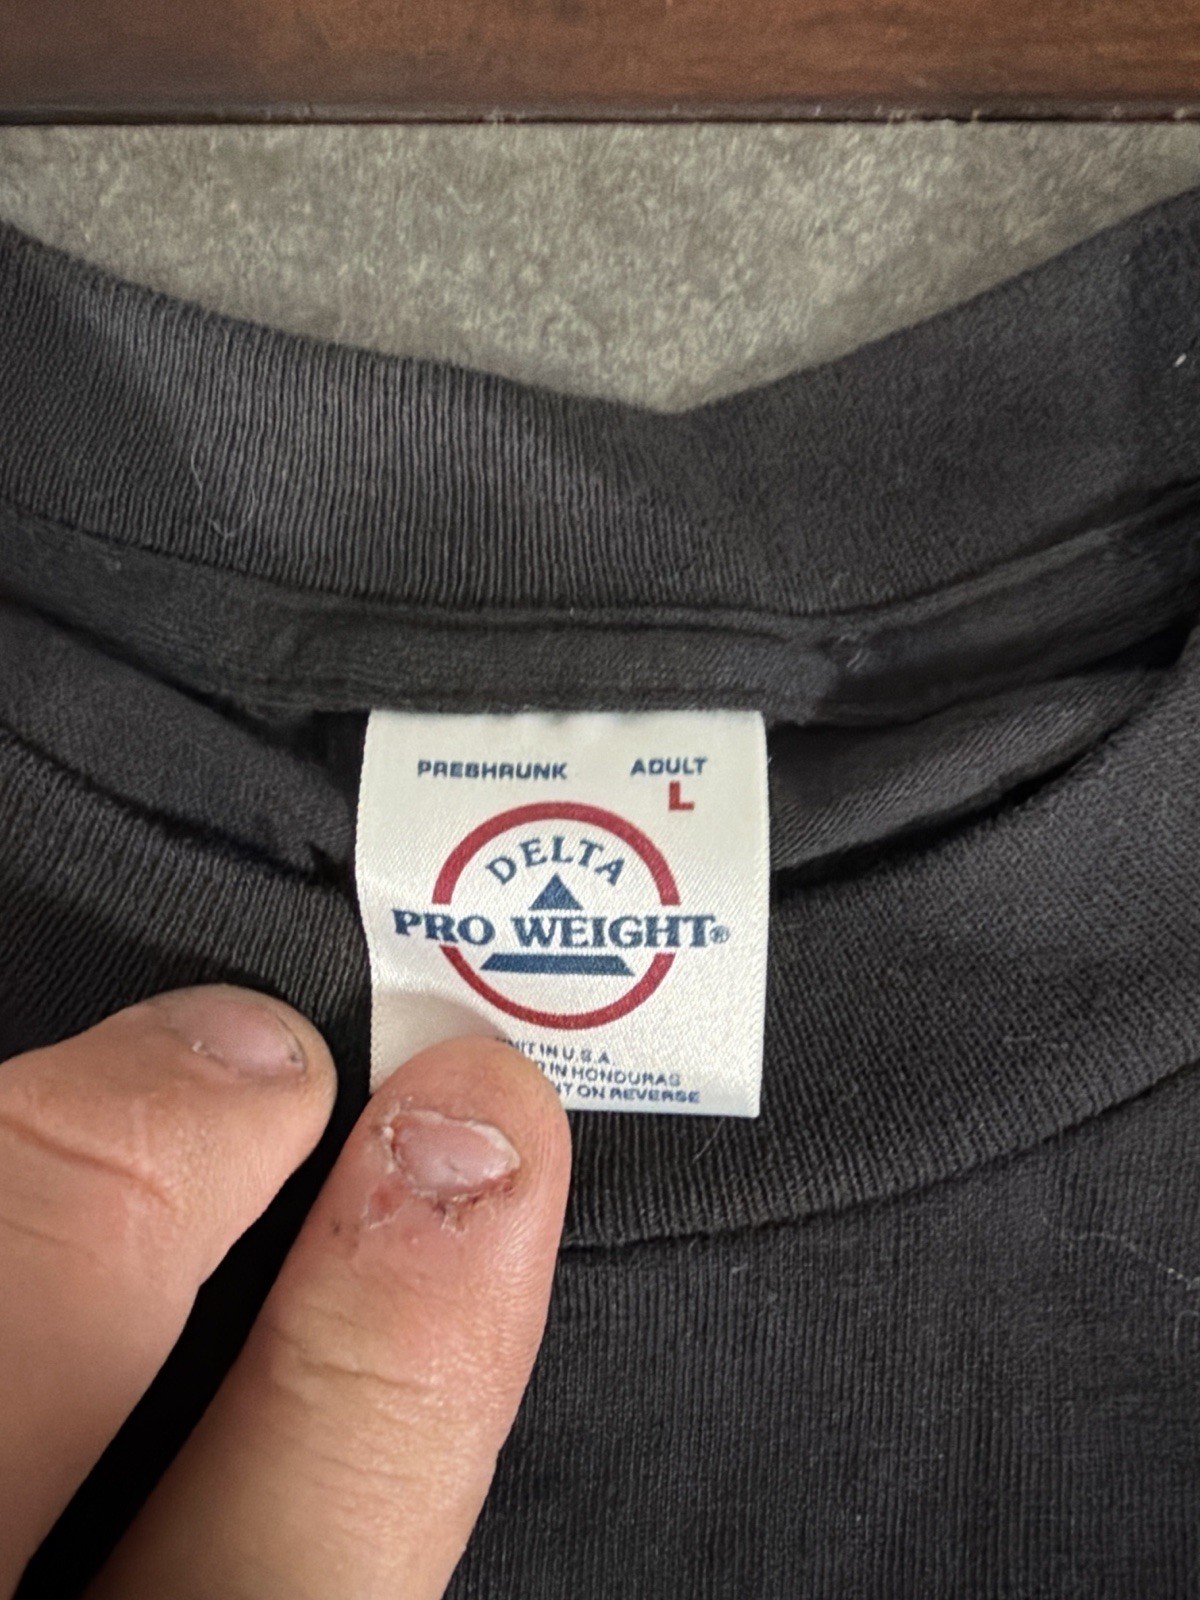 PRESHRUNK ADULT
L
DELTA
PRO WEIGHT®
IN U.S.A.
IN HONDURAS
ON REVERSE